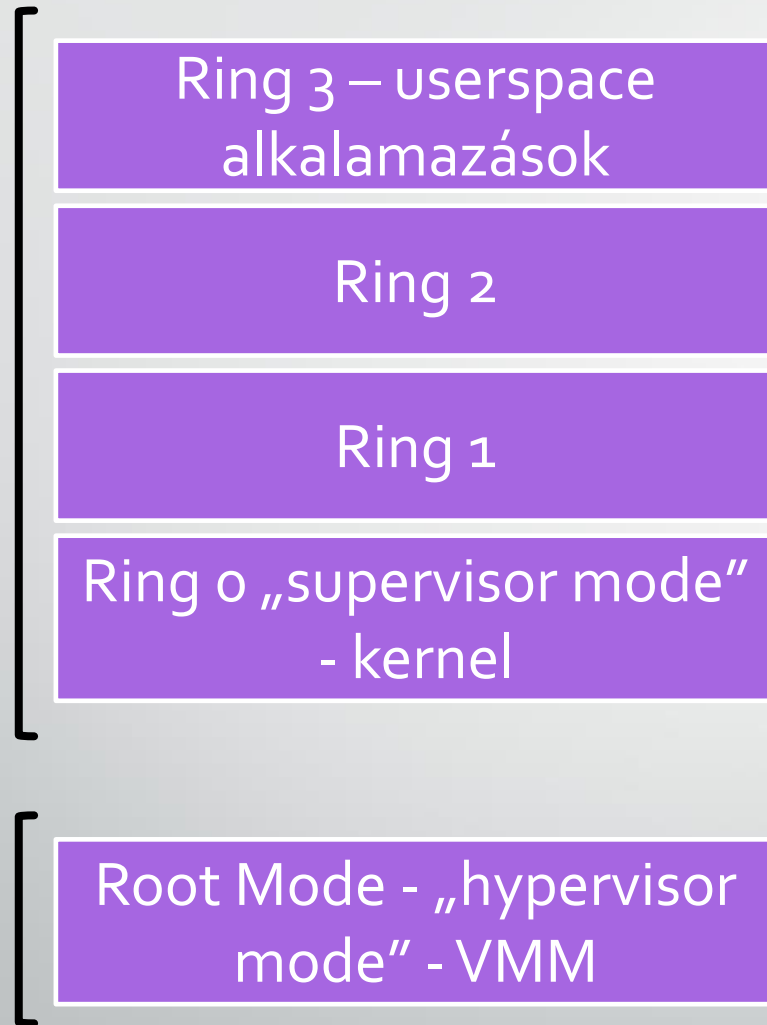 Ring 3 – userspace
alkalamazások
Ring 2
Ring 1
Ring 0 „supervisor mode”
- kernel
Root Mode - „hypervisor
mode” - VMM